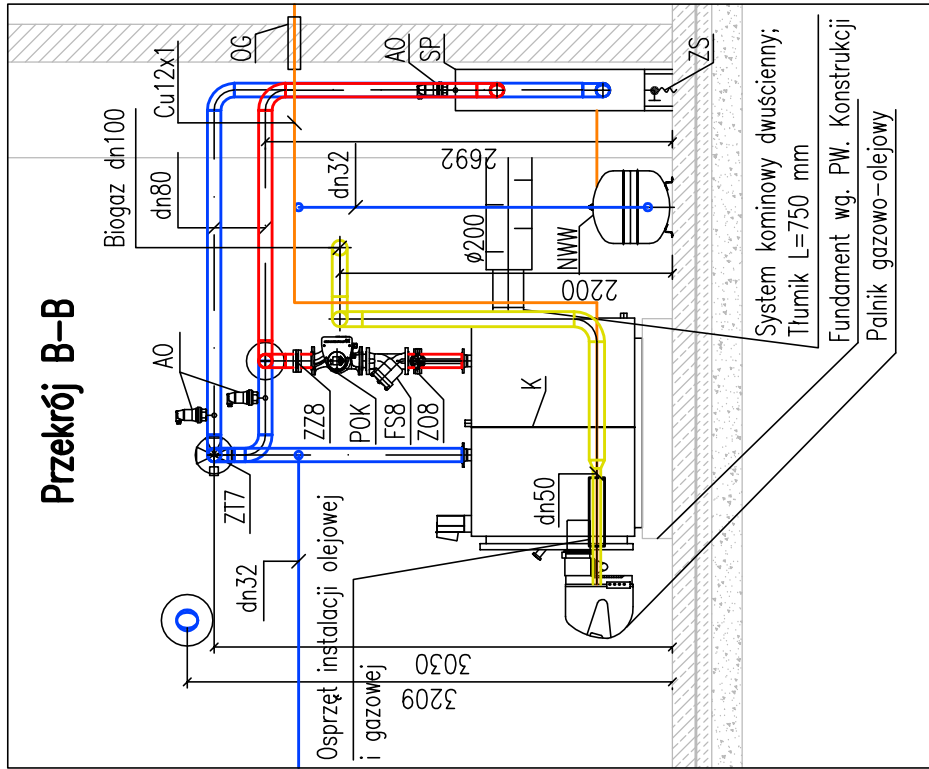 Przekrój B-B
Biogaz dn100
dn80
Cu12x1
OG
AO
AO
SP
ZS
2692
dn32
ø200
NWW
2200
ZZ8
POK
FS8
ZO8
K
ZT7
dn32
dn50
O
3030
3209
Osprzęt instalacji olejowej
i gazowej
System kominowy dwuścienny;
Tłumik L=750 mm
Fundament wg. PW. Konstrukcji
Palnik gazowo-olejowy